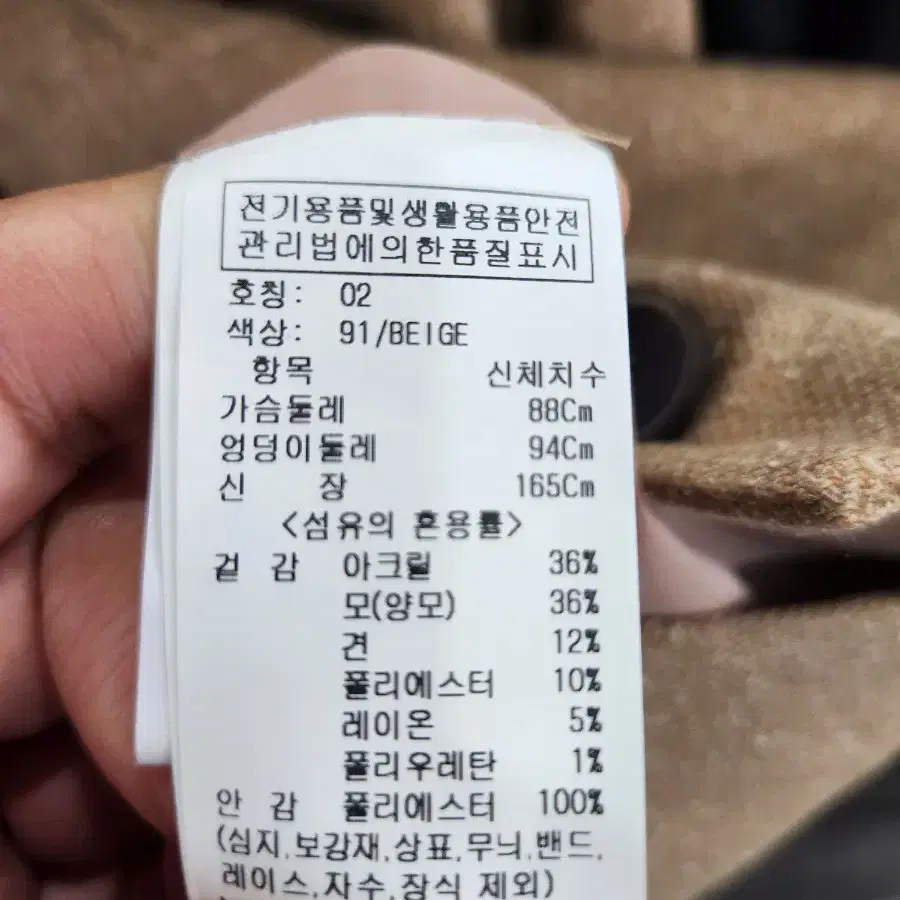 전기용품및생활용품안전
관리법에의한품질표시
호칭: 02
색상: 91/BEIGE
항목 신체치수
가슴둘레 88Cm
엉덩이둘레 94Cm
신 장 165Cm
<섬유의 혼용률>
겉 감 아크릴 36%
모(양모) 36%
견 12%
폴리에스터 10%
레이온 5%
폴리우레탄 1%
안 감 폴리에스터 100%
(심지,보강재,상표,무늬,밴드,
레이스,자수,장식 제외)